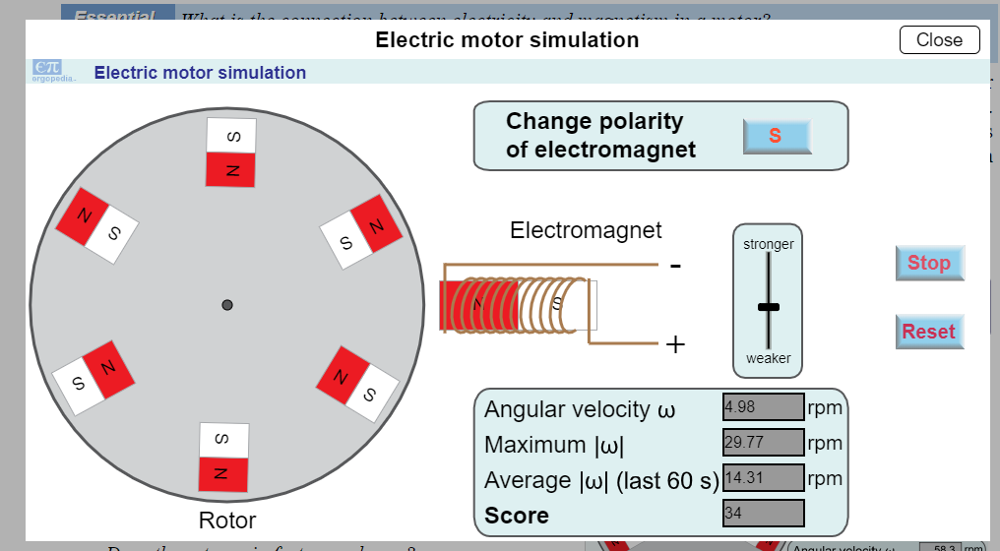 Essential What is the connection between electricity and magnetism in a motor?
Electric motor simulation
Close
επ
ergopedia
Electric motor simulation
S
N
N
S
N
S
N
S
N
S
S
N
Rotor
Change polarity
of electromagnet
S
Electromagnet
-
N
S
+
stronger
weaker
Stop
Reset
Angular velocity ω 4.98 rpm
Maximum |ω| 29.77 rpm
Average |ω| (last 60 s) 14.31 rpm
Score 34
Angular velocity ω 58.3 rpm